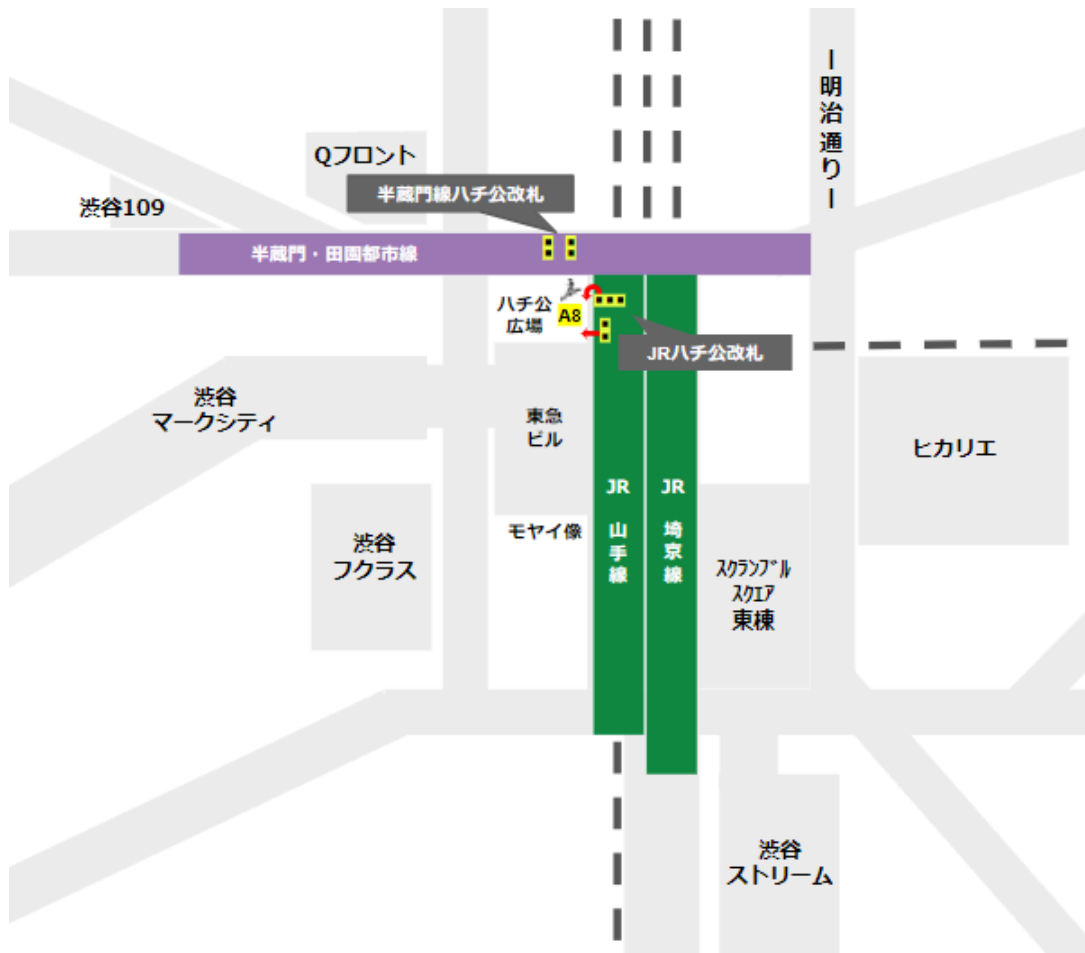 ー明治通りー
Qフロント
半蔵門線ハチ公改札
渋谷109
半蔵門・田園都市線
ハチ公
広場
A8
JRハチ公改札
渋谷
マークシティ
東急
ビル
ヒカリエ
JR 山手線
JR 埼京線
モヤイ像
渋谷
フクラス
ｽｸﾗﾝﾌﾞﾙ
ｽｸｴｱ
東棟
渋谷
ストリーム